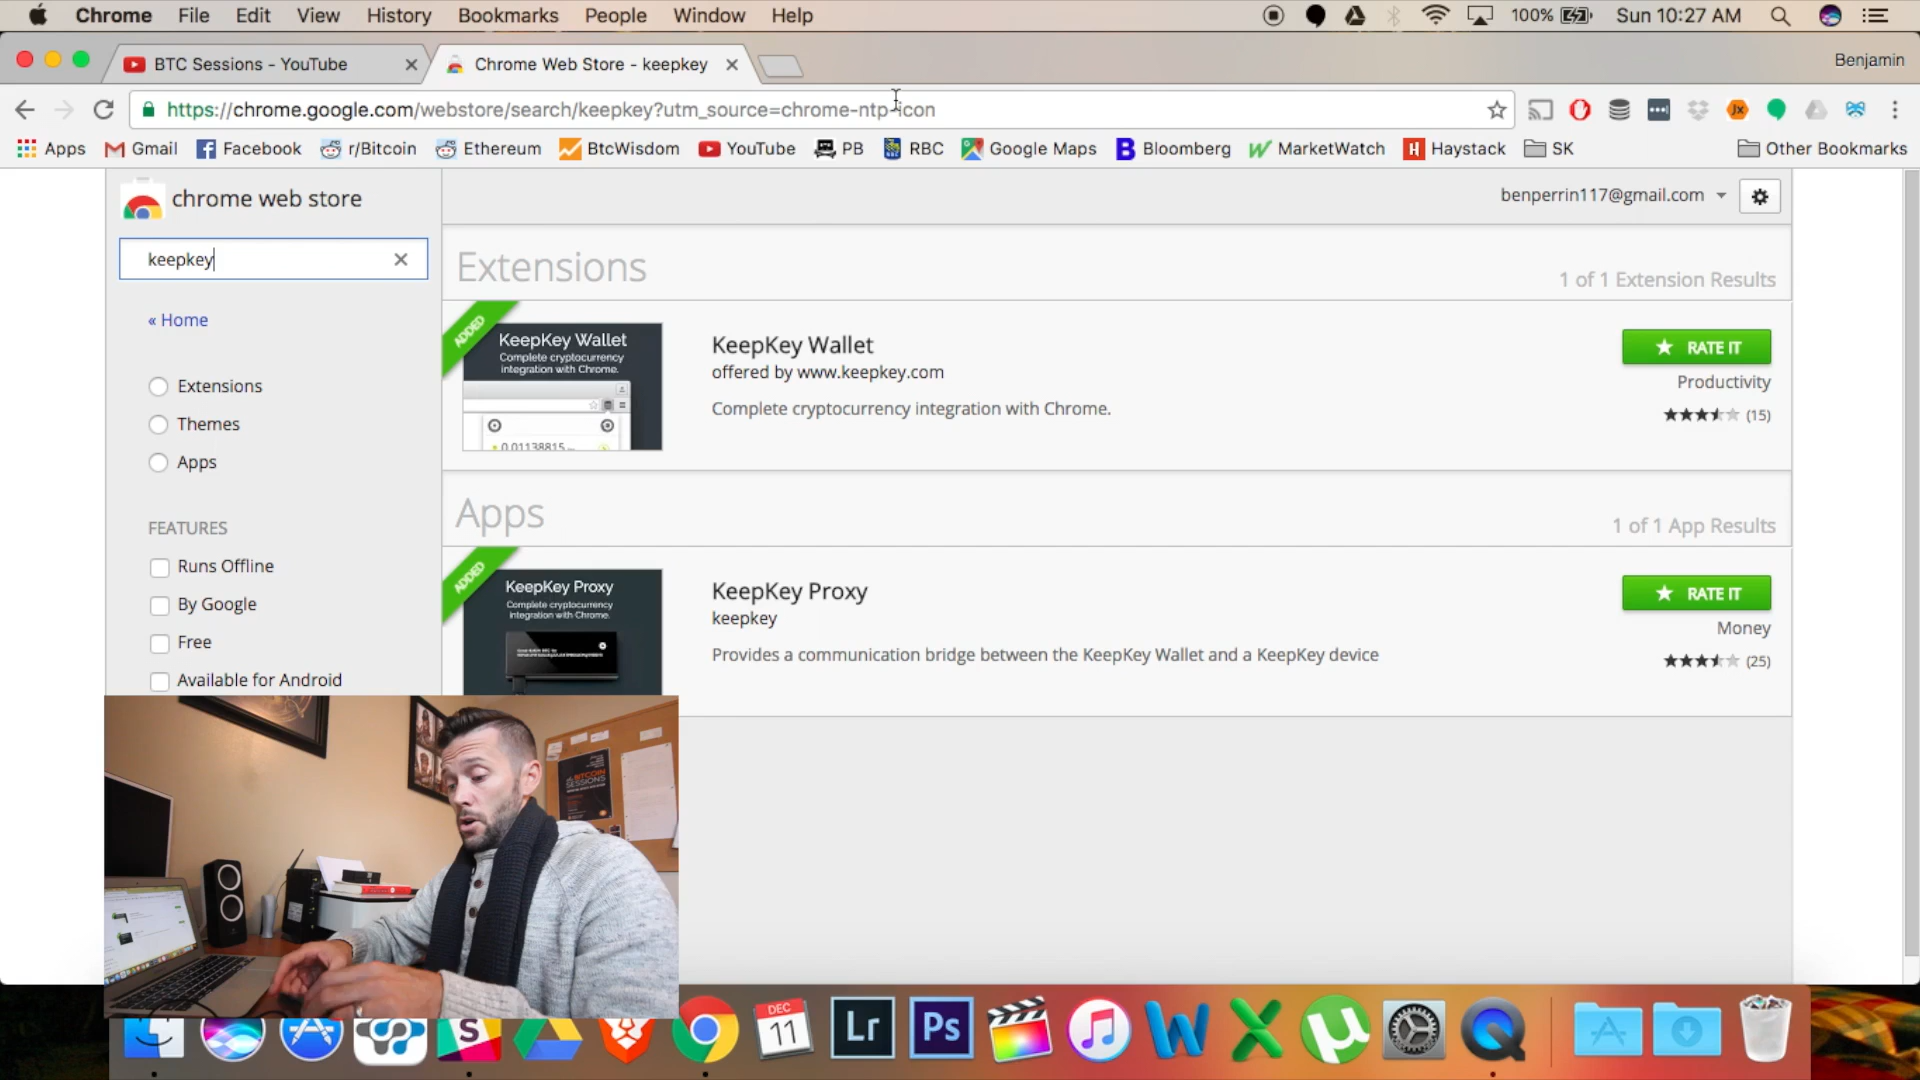 Chrome File Edit View History Bookmarks People Window Help 100% Sun 10:27 AM
BTC Sessions - YouTube Chrome Web Store - keepkey Benjamin
https://chrome.google.com/webstore/search/keepkey?utm_source=chrome-ntp-icon
Apps Gmail Facebook r/Bitcoin Ethereum BtcWisdom YouTube PB RBC Google Maps Bloomberg MarketWatch Haystack SK Other Bookmarks
chrome web store
benperrin117@gmail.com
keepkey
Extensions
1 of 1 Extension Results
« Home
ADDED
KeepKey Wallet
Complete cryptocurrency
integration with Chrome.
0.01138815
KeepKey Wallet
offered by www.keepkey.com
Complete cryptocurrency integration with Chrome.
RATE IT
Productivity
(15)
Extensions
Themes
Apps
Apps
1 of 1 App Results
FEATURES
Runs Offline
By Google
Free
Available for Android
ADDED
KeepKey Proxy
Complete cryptocurrency
integration with Chrome.
KeepKey Proxy
keepkey
Provides a communication bridge between the KeepKey Wallet and a KeepKey device
RATE IT
Money
(25)
BITCOIN
SESSIONS
DEC
11
Lr
Ps